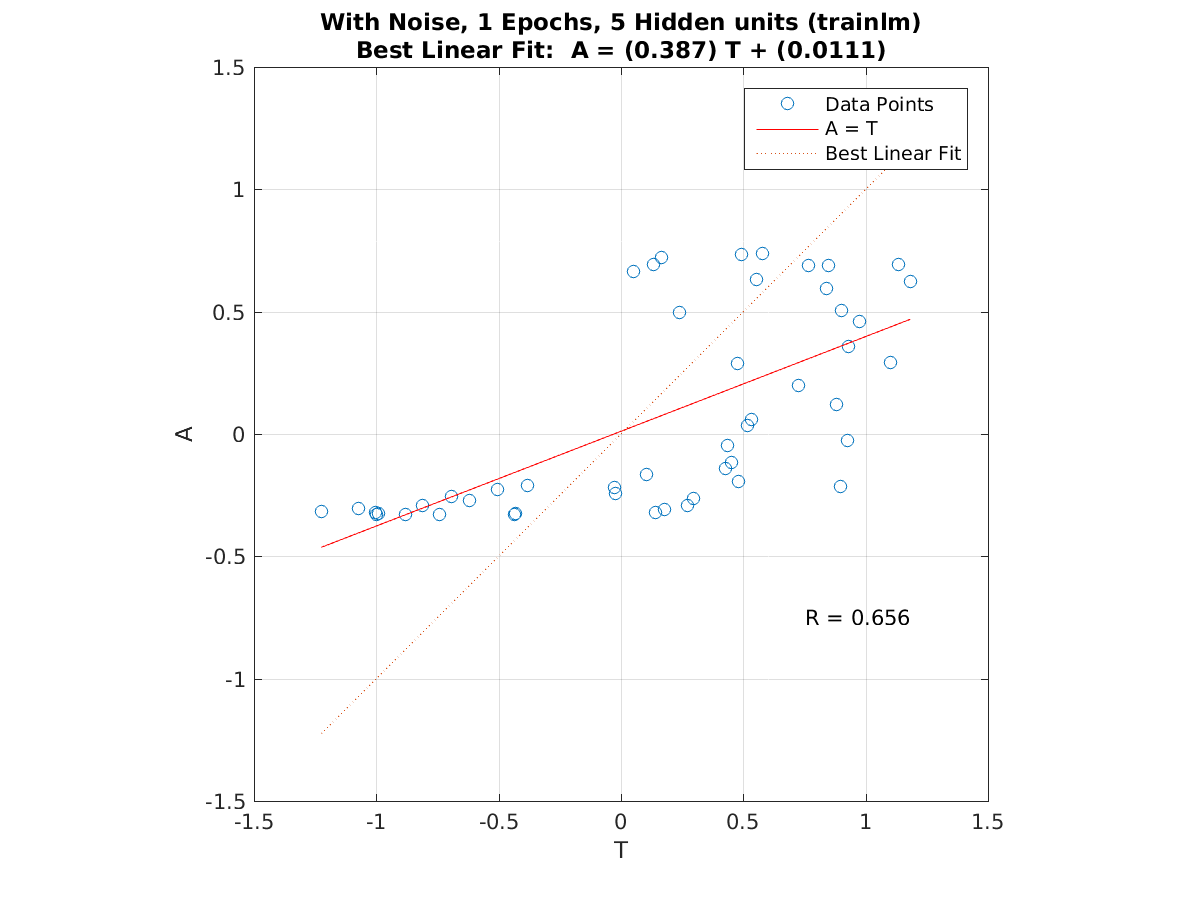 With Noise, 1 Epochs, 5 Hidden units (trainlm)
Best Linear Fit:  A = (0.387) T + (0.0111)
1.5
Data Points
A = T
Best Linear Fit
1
0.5
A
0
-0.5
R = 0.656
-1
-1.5
-1.5 -1 -0.5 0 0.5 1 1.5
T